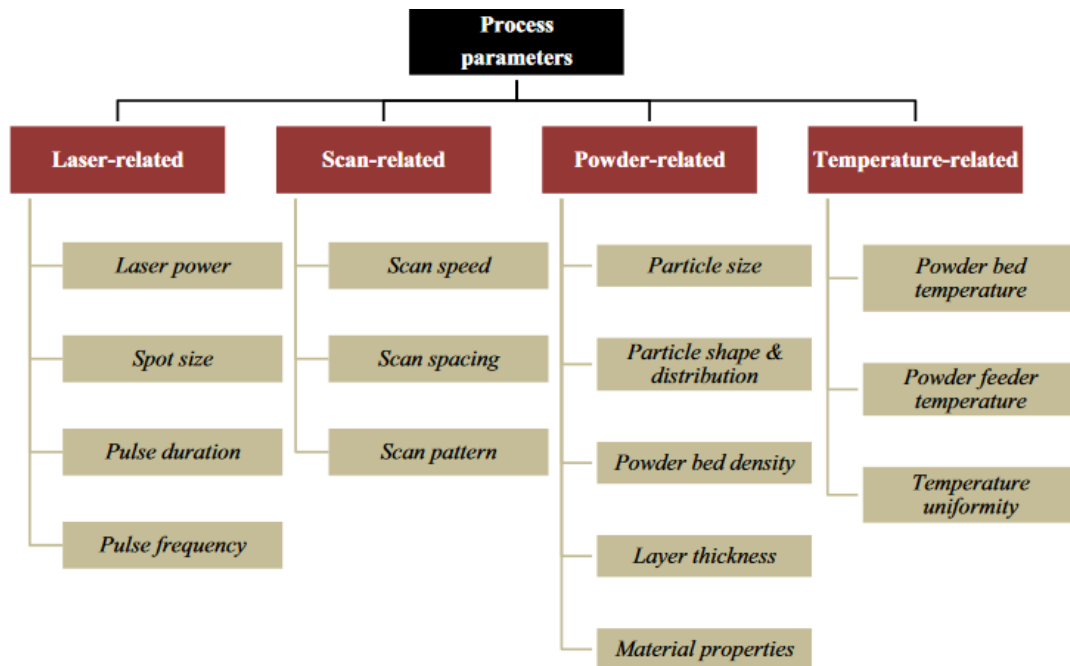 Process
parameters
Laser-related
Scan-related
Powder-related
Temperature-related
Laser power
Spot size
Pulse duration
Pulse frequency
Scan speed
Scan spacing
Scan pattern
Particle size
Particle shape &
distribution
Powder bed density
Layer thickness
Material properties
Powder bed
temperature
Powder feeder
temperature
Temperature
uniformity